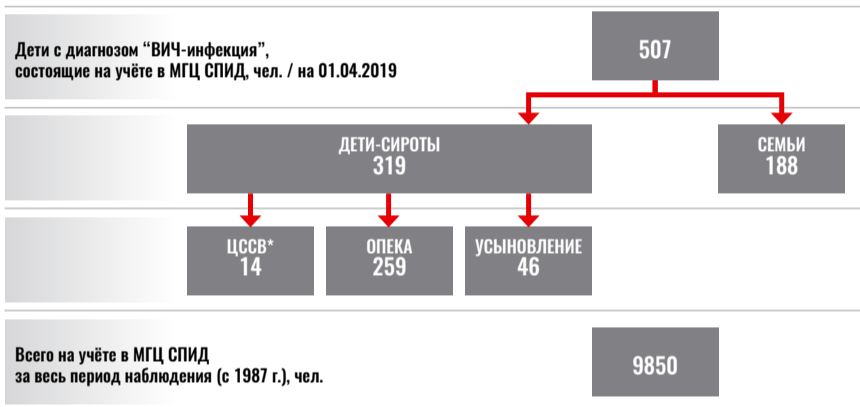 Дети с диагнозом “ВИЧ-инфекция”,
состоящие на учёте в МГЦ СПИД, чел. / на 01.04.2019
507
ДЕТИ-СИРОТЫ
319
СЕМЬИ
188
ЦССВ*
14
ОПЕКА
259
УСЫНОВЛЕНИЕ
46
Всего на учёте в МГЦ СПИД
за весь период наблюдения (с 1987 г.), чел.
9850